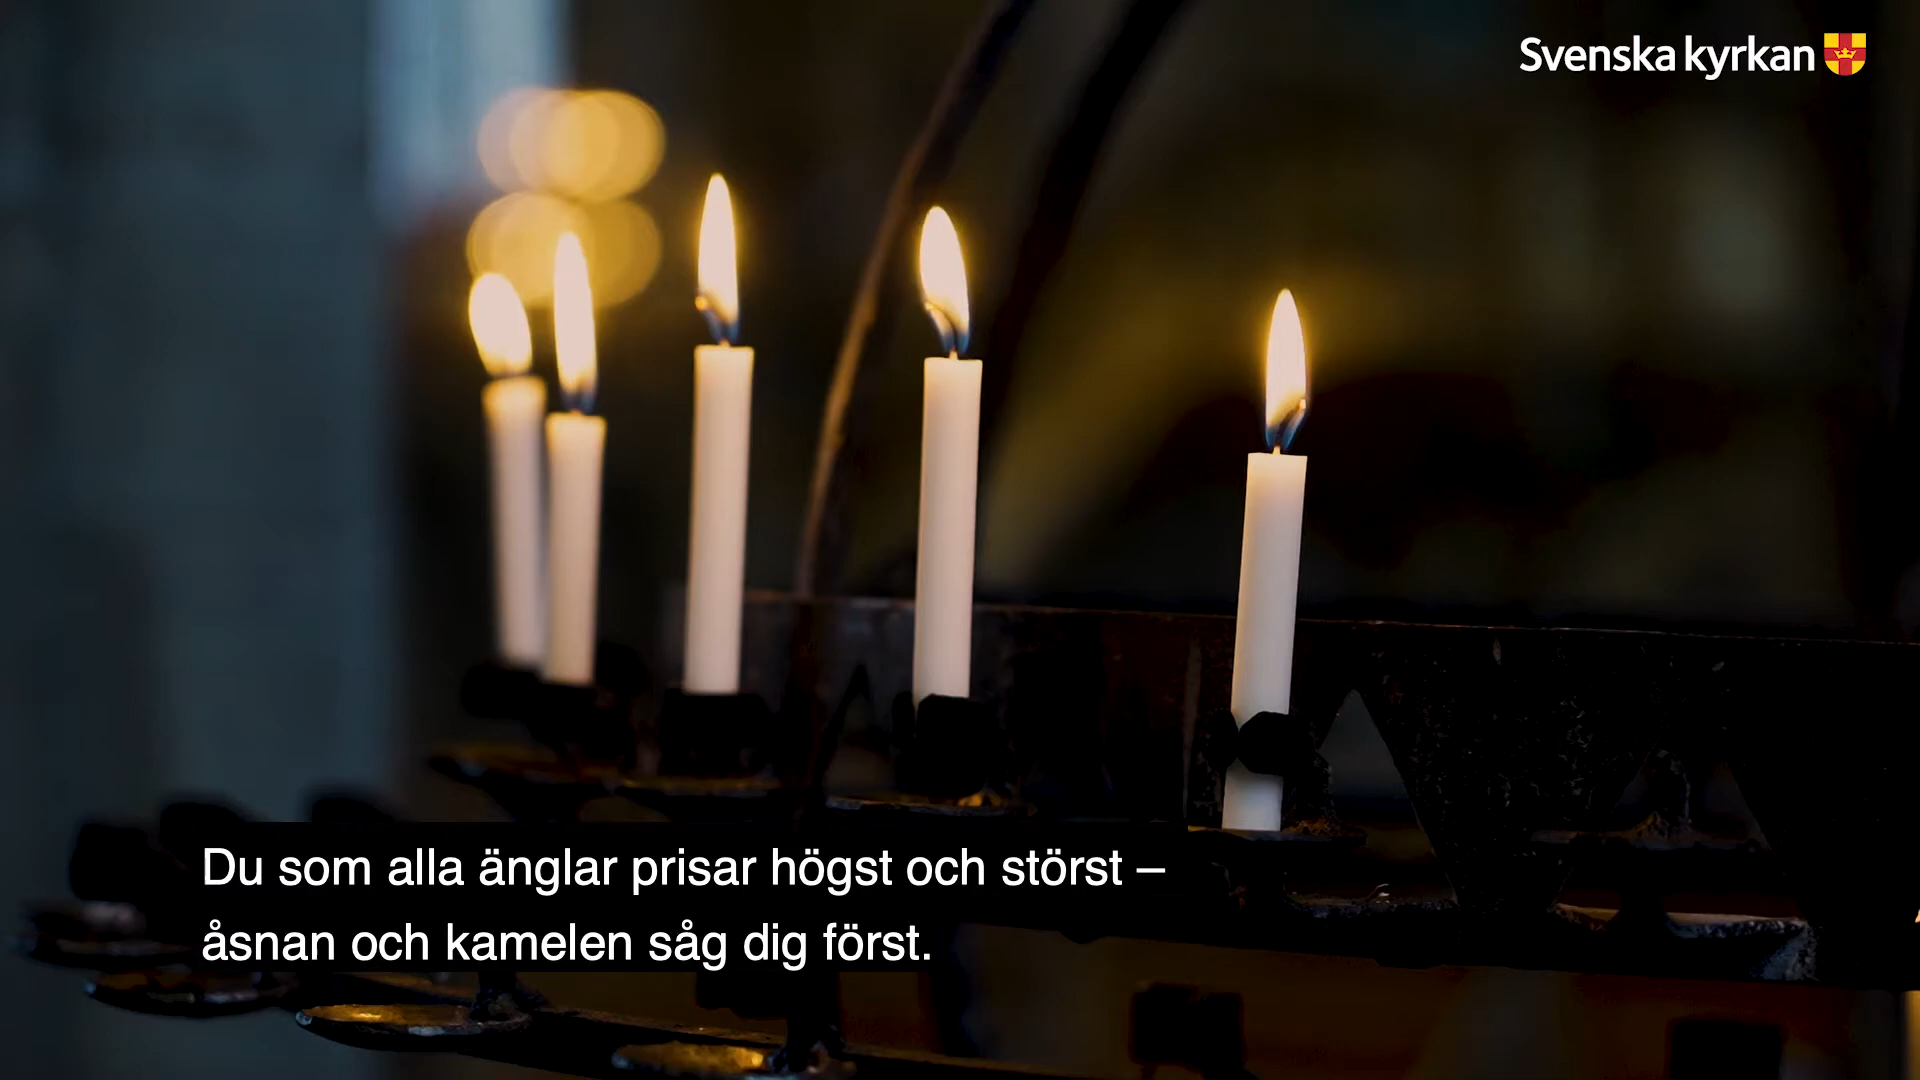 Svenska kyrkan
Du som alla änglar prisar högst och störst –
åsnan och kamelen såg dig först.